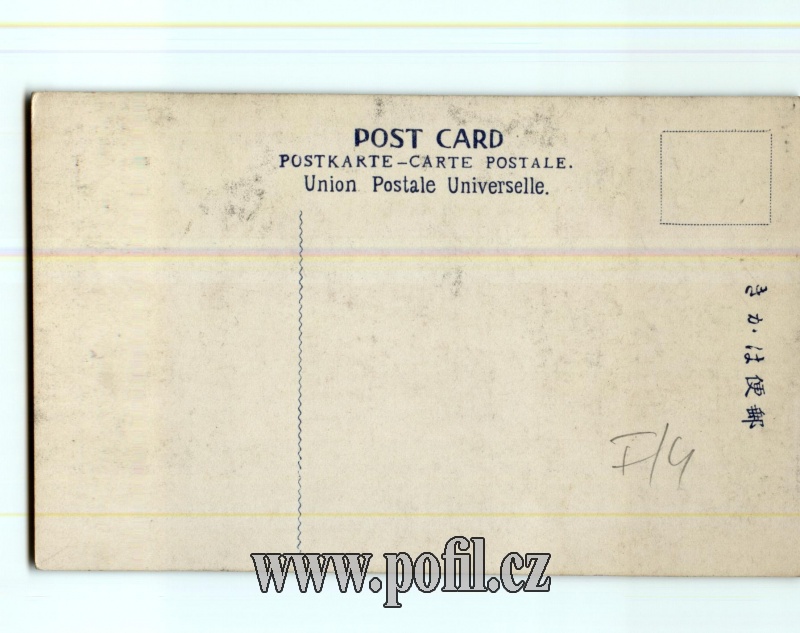 POST CARD
POSTKARTE–CARTE POSTALE.
Union Postale Universelle.
きかは便郵
I/4
www.pofil.cz